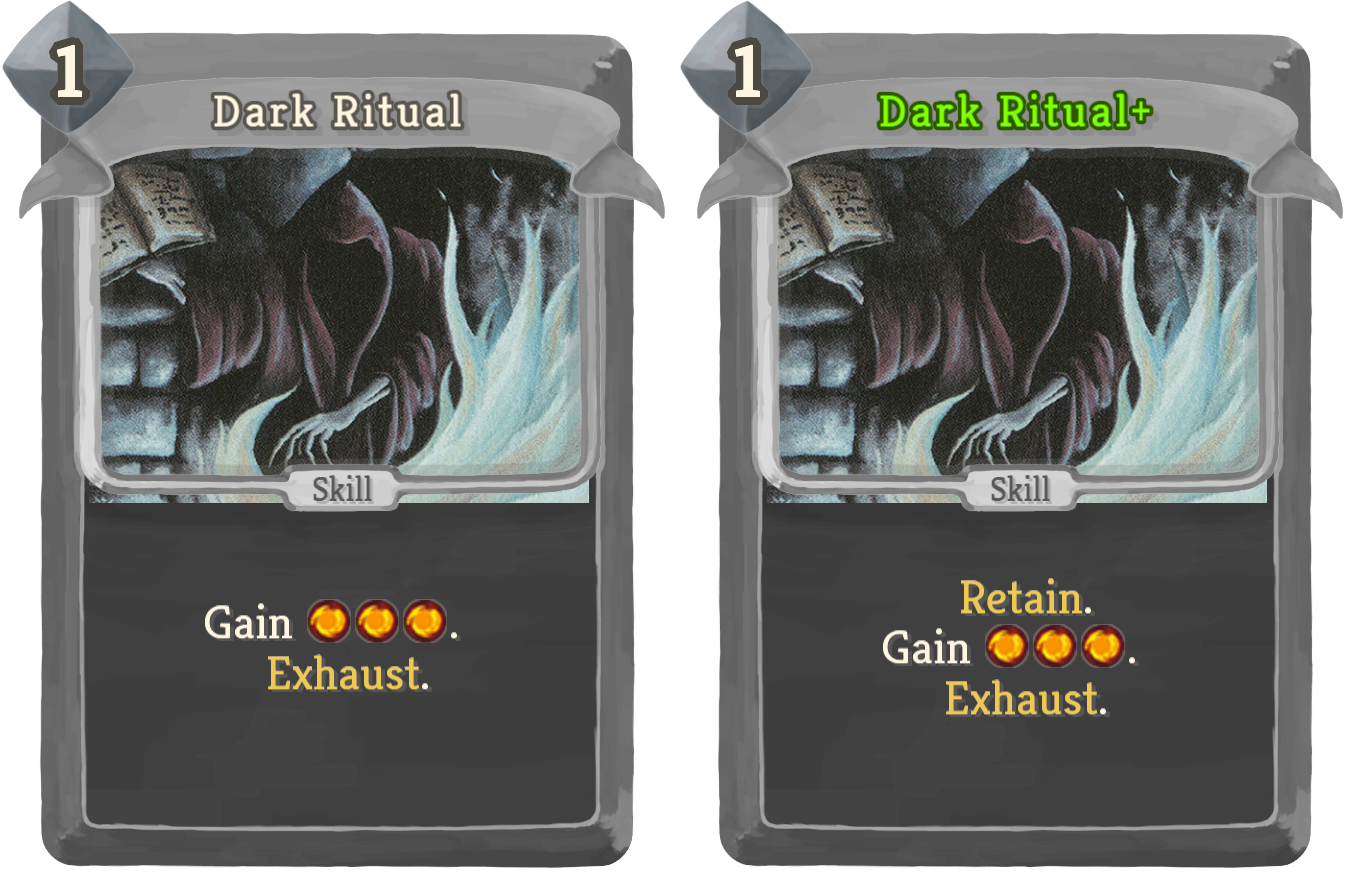 1
Dark Ritual
Skill
Gain .
Exhaust.
1
Dark Ritual+
Skill
Retain.
Gain .
Exhaust.